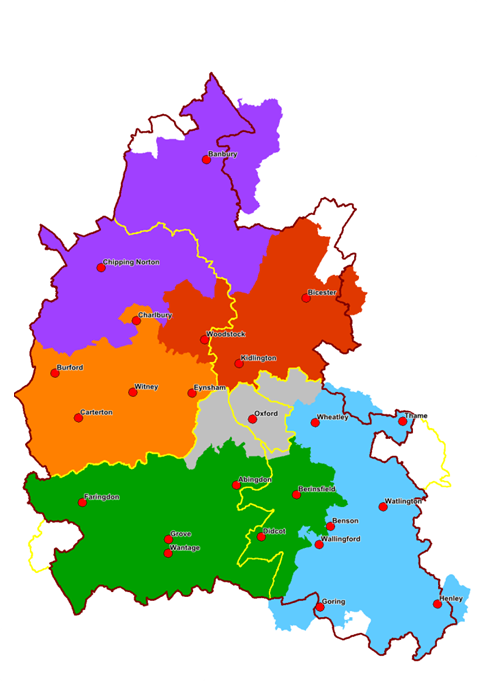 Banbury
Chipping Norton
Bicester
Charlbury
Woodstock
Kidlington
Burford
Witney
Eynsham
Carterton
Oxford
Wheatley
Thame
Abingdon
Berinsfield
Faringdon
Watlington
Benson
Grove
Didcot
Wallingford
Wantage
Goring
Henley